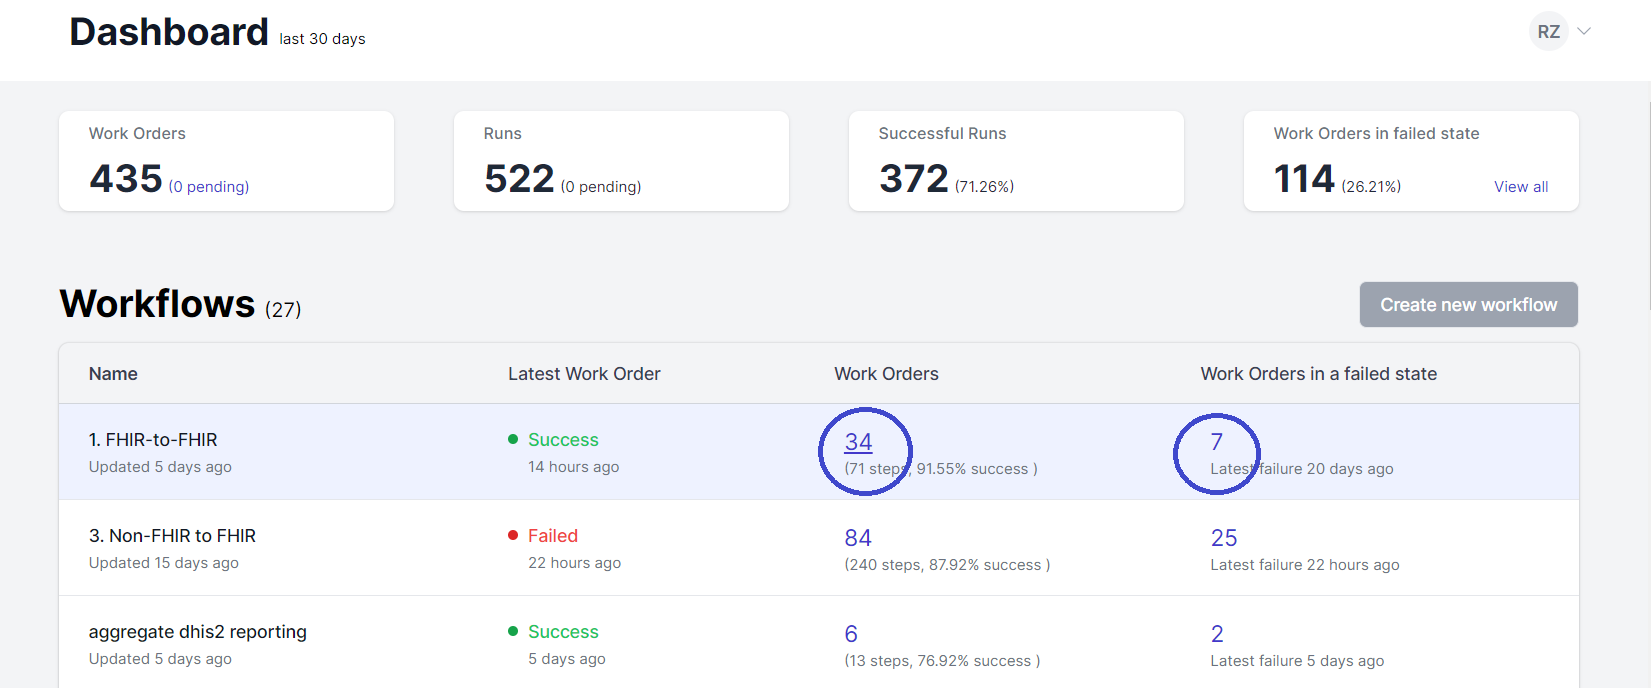 Dashboard last 30 days
RZ
Work Orders
435 (0 pending)
Runs
522 (0 pending)
Successful Runs
372 (71.26%)
Work Orders in failed state
114 (26.21%) View all
Workflows (27)
Create new workflow
Name Latest Work Order Work Orders Work Orders in a failed state
1. FHIR-to-FHIR Success 34 7
Updated 5 days ago 14 hours ago (71 steps, 91.55% success ) Latest failure 20 days ago
3. Non-FHIR to FHIR Failed 84 25
Updated 15 days ago 22 hours ago (240 steps, 87.92% success ) Latest failure 22 hours ago
aggregate dhis2 reporting Success 6 2
Updated 5 days ago 5 days ago (13 steps, 76.92% success ) Latest failure 5 days ago